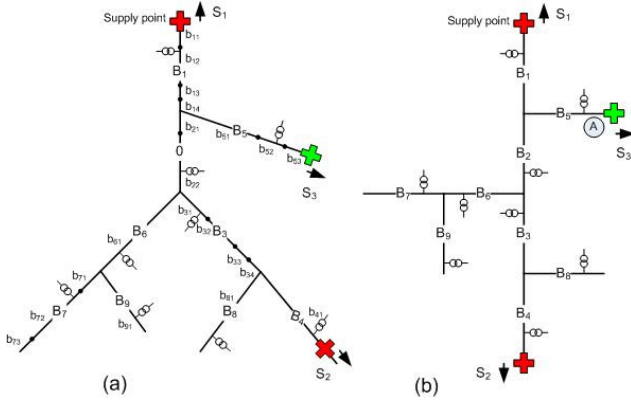 Supply point
S1
b11
b12
B1
b13
b14
b21
b51
B5
b52
b53
S3
0
b22
b31
b32
B3
b33
b34
B6
b61
b71
B7
b72
b73
B9
b91
b81
B8
B4
b41
S2
(a)
Supply point
S1
B1
B5
A
S3
B2
B7
B6
B9
B3
B8
B4
S2
(b)